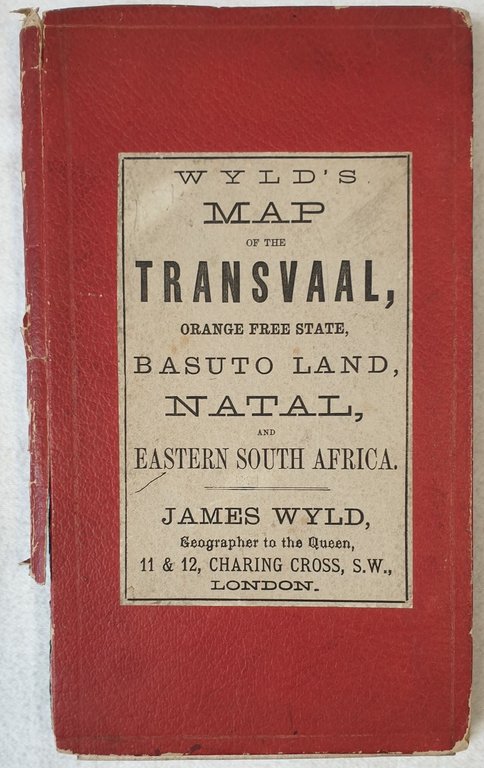 WYLD'S
MAP
OF THE
TRANSVAAL,
ORANGE FREE STATE,
BASUTO LAND,
NATAL,
AND
EASTERN SOUTH AFRICA.
JAMES WYLD,
Geographer to the Queen,
11 & 12, CHARING CROSS, S.W.,
LONDON.